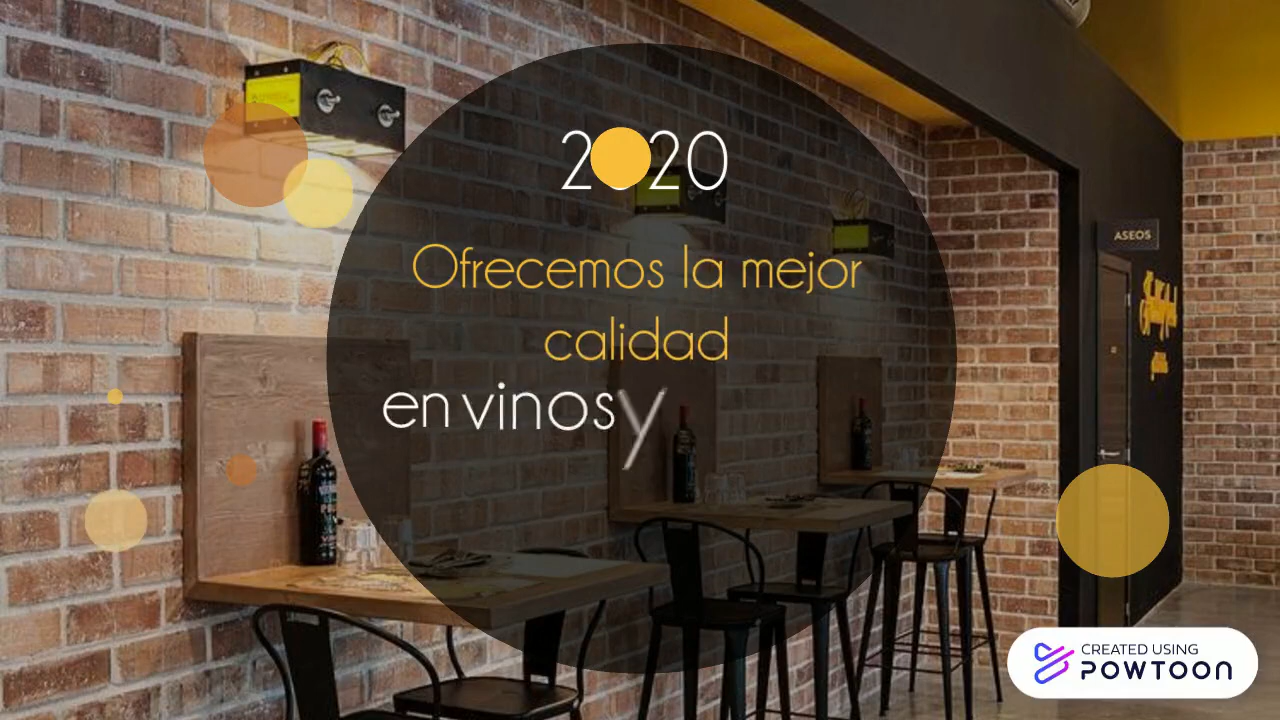 2020
Ofrecemos la mejor
calidad
en vinos y
ASEOS
CREATED USING
POWTOON